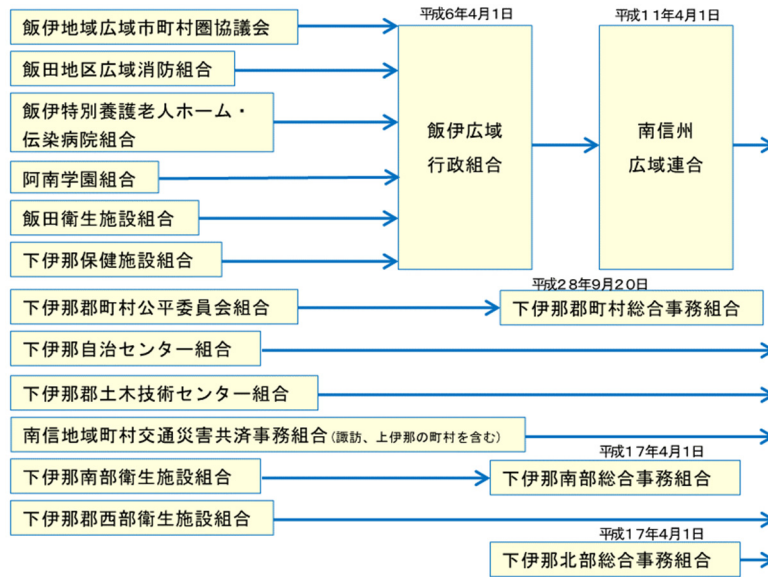 平成6年4月1日
平成11年4月1日
飯伊地域広域市町村圏協議会
飯田地区広域消防組合
飯伊特別養護老人ホーム・
伝染病院組合
阿南学園組合
飯田衛生施設組合
下伊那保健施設組合
飯伊広域
行政組合
南信州
広域連合
平成28年9月20日
下伊那郡町村公平委員会組合
下伊那郡町村総合事務組合
下伊那自治センター組合
下伊那郡土木技術センター組合
南信地域町村交通災害共済事務組合(諏訪、上伊那の町村を含む)
平成17年4月1日
下伊那南部衛生施設組合
下伊那南部総合事務組合
下伊那郡西部衛生施設組合
平成17年4月1日
下伊那北部総合事務組合